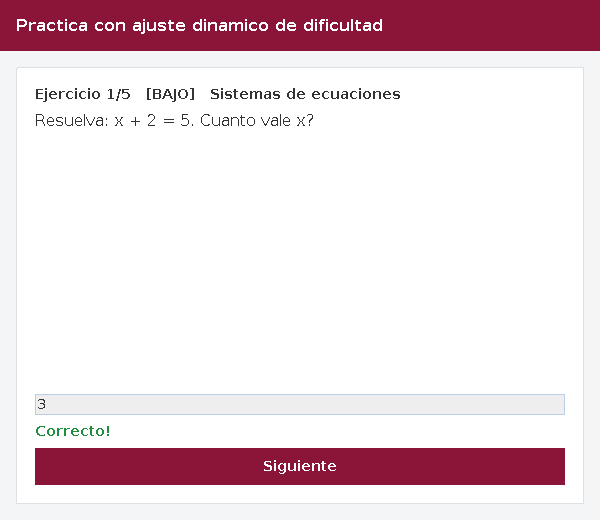 Practica con ajuste dinamico de dificultad
Ejercicio 1/5 [BAJO] Sistemas de ecuaciones
Resuelva: x + 2 = 5. Cuanto vale x?
3
Correcto!
Siguiente